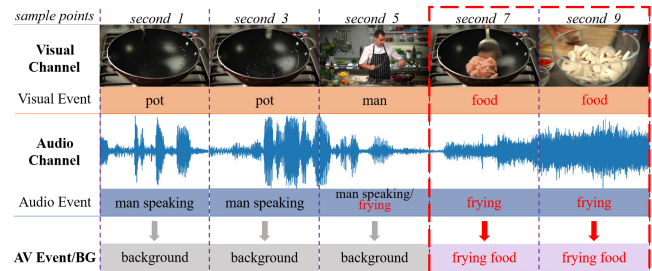 sample points second 1 second 3 second 5 second 7 second 9
Visual
Channel
Visual Event pot pot man food food
Audio
Channel
Audio Event man speaking man speaking man speaking/
frying frying frying
AV Event/BG background background background frying food frying food